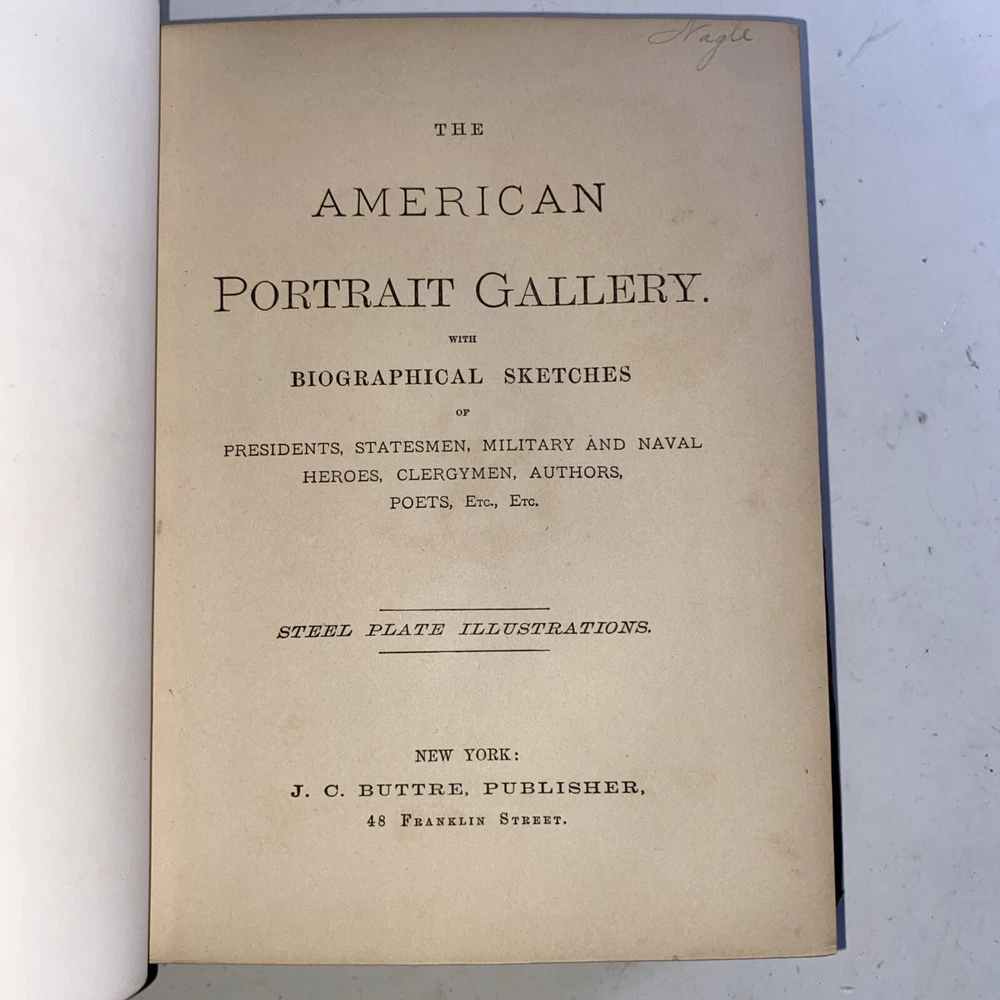 Nagle
THE
AMERICAN
PORTRAIT GALLERY.
WITH
BIOGRAPHICAL SKETCHES
OF
PRESIDENTS, STATESMEN, MILITARY AND NAVAL
HEROES, CLERGYMEN, AUTHORS,
POETS, ETC., ETC.
STEEL PLATE ILLUSTRATIONS.
NEW YORK:
J. C. BUTTRE, PUBLISHER,
48 FRANKLIN STREET.